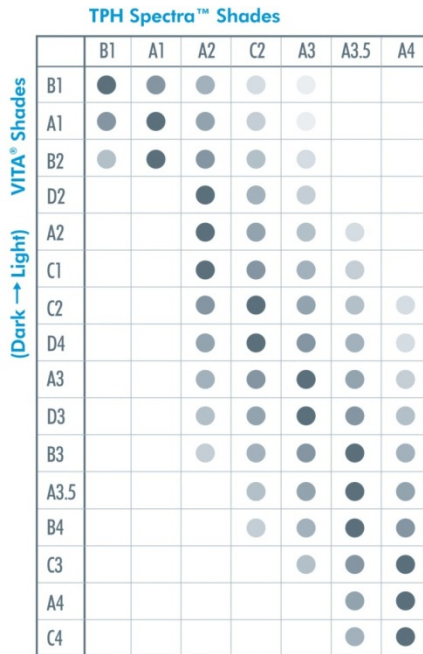 TPH Spectra™ Shades
B1 A1 A2 C2 A3 A3.5 A4
VITA® Shades
(Dark → Light)
B1
A1
B2
D2
A2
C1
C2
D4
A3
D3
B3
A3.5
B4
C3
A4
C4